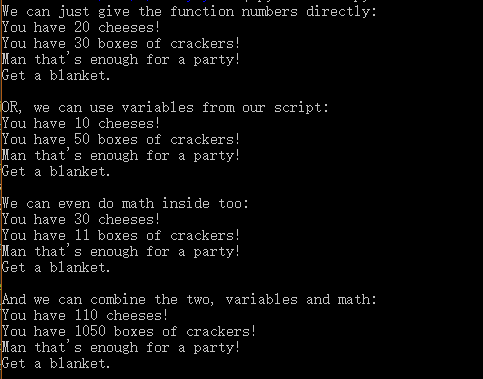 We can just give the function numbers directly:
You have 20 cheeses!
You have 30 boxes of crackers!
Man that's enough for a party!
Get a blanket.

OR, we can use variables from our script:
You have 10 cheeses!
You have 50 boxes of crackers!
Man that's enough for a party!
Get a blanket.

We can even do math inside too:
You have 30 cheeses!
You have 11 boxes of crackers!
Man that's enough for a party!
Get a blanket.

And we can combine the two, variables and math:
You have 110 cheeses!
You have 1050 boxes of crackers!
Man that's enough for a party!
Get a blanket.